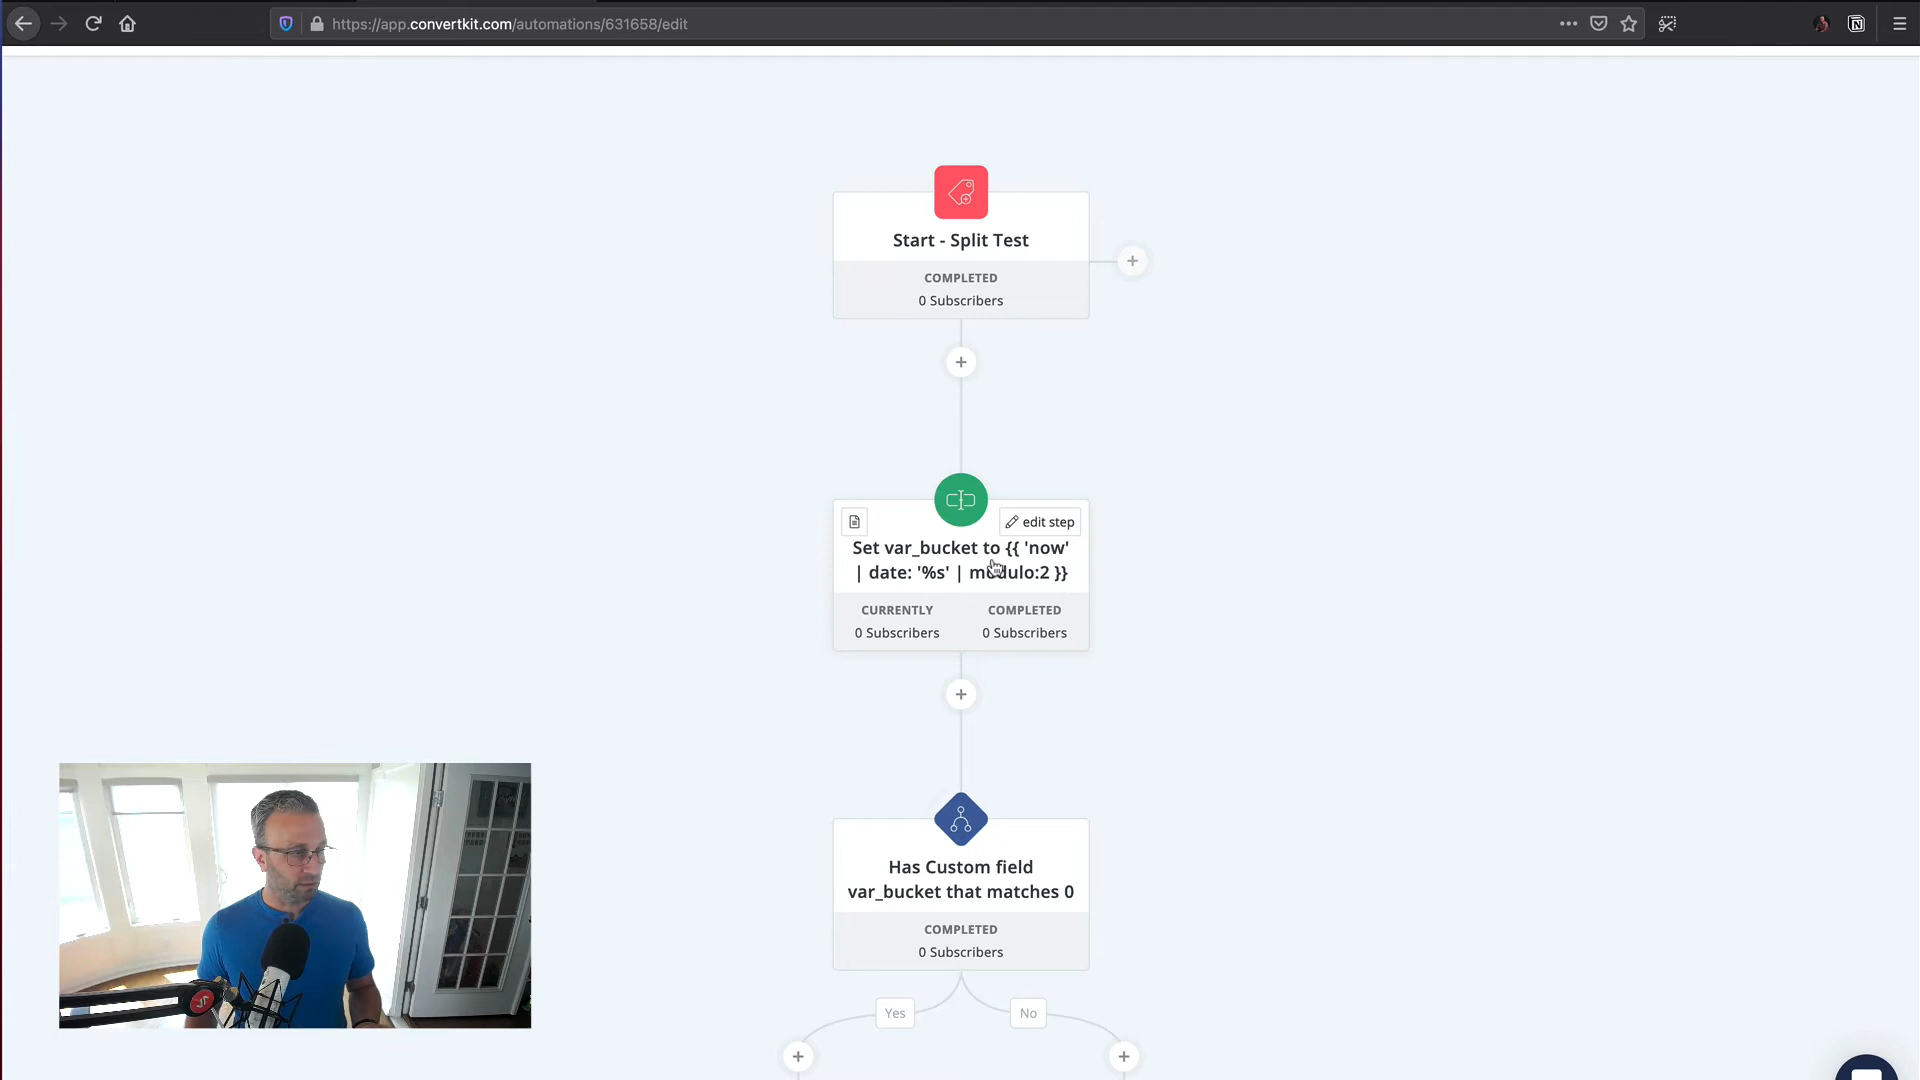 https://app.convertkit.com/automations/631658/edit
Start - Split Test
COMPLETED
0 Subscribers
edit step
Set var_bucket to {{ 'now'
| date: '%s' | modulo:2 }}
CURRENTLY
COMPLETED
0 Subscribers
0 Subscribers
Has Custom field
var_bucket that matches 0
COMPLETED
0 Subscribers
Yes
No